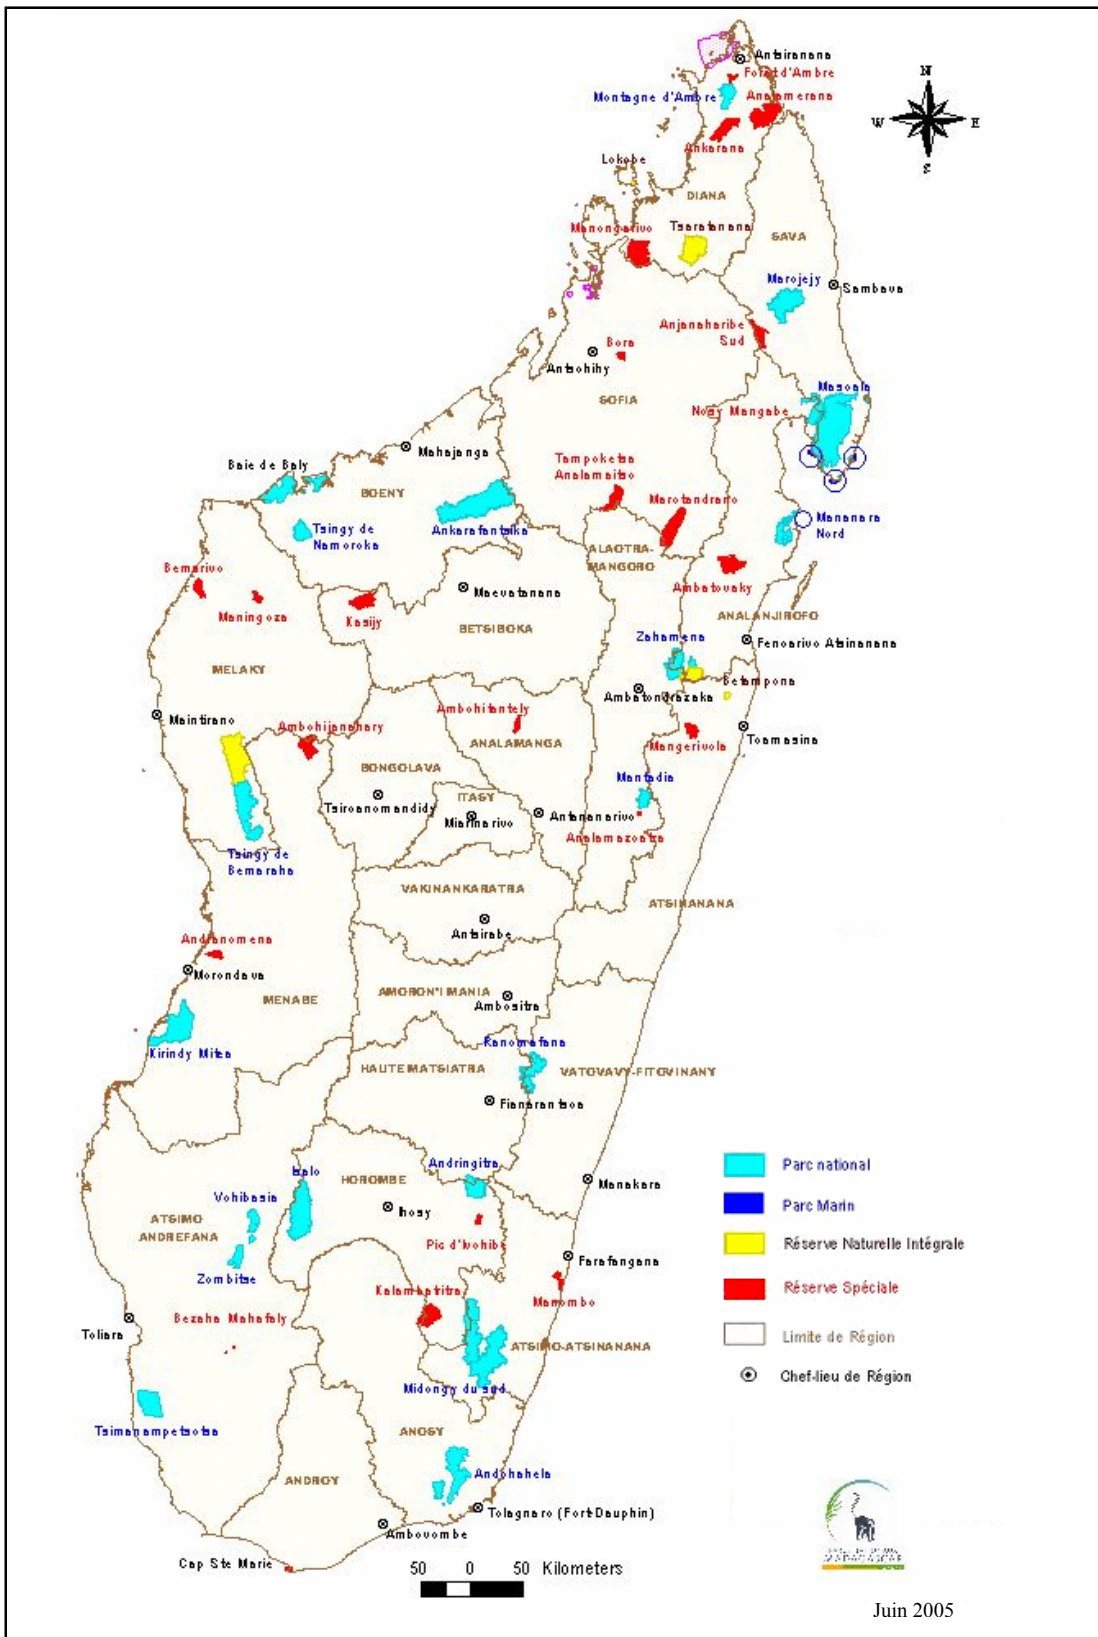 Antsiranana
N
Foret d'Ambre
Montagne d'Ambre
Analamerana
W
E
Ankarana
S
Lokobe
DIANA
Manongarivo
Tsaratanana
SAVA
Marojejy
Sambava
Anjanaharibe
Sud
Bora
Antsohihy
Masoala
SOFIA
Nosy Mangabe
Mahajanga
Tampoketsa
Analamaitso
Baie de Baly
BOENY
Marotandrano
Tsingy de
Namoroka
Ankarafantsika
Mananara
Nord
ALAOTRA-
MANGORO
Bemarivo
Maningoza
Kasijy
Maevatanana
Ambatovaky
ANALANJIROFO
BETSIBOKA
Zahamena
Fenoarivo Atsinanana
MELAKY
Betampona
Ambatondrazaka
Maintirano
Ambohijanahary
Ambohitantely
ANALAMANGA
Mangerivola
Toamasina
BONGOLAVA
Mantadia
Tsiroanomandidy
ITASY
Miarinarivo
Antananarivo
Analamazoatra
Tsingy de
Bemaraha
VAKINANKARATRA
ATSINANANA
Antsirabe
Andranomena
Morondava
MENABE
AMORON'I MANIA
Ambositra
Kirindy Mitea
Ranomafana
HAUTE MATSIATRA
VATOVAVY-FITOVINANY
Fianarantsoa
Andringitra
Isalo
HOROMBE
Manakara
Vohibasia
ATSIMO
ANDREFANA
Ihosy
Pic d'Ivohibe
Zombitse
Farafangana
Kalambatritra
Manombo
Bezaha Mahafaly
Toliara
ATSIMO-ATSINANANA
Midongy du sud
Tsimanampetsotsa
ANOSY
ANDROY
Andohahela
Tolagnaro (Fort-Dauphin)
Ambovombe
Cap Ste Marie
Parc national
Parc Marin
Réserve Naturelle Intégrale
Réserve Spéciale
Limite de Région
Chef-lieu de Région
50 0 50 Kilometers
MADAGASCAR
Juin 2005